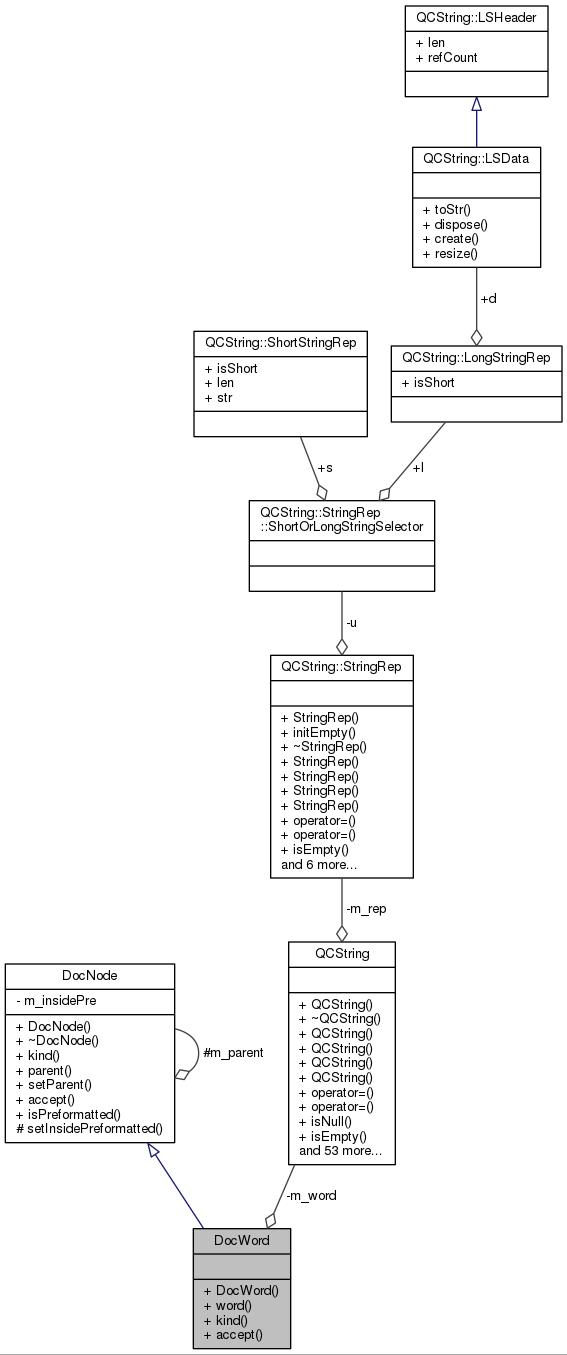 QCString::LSHeader
+ len
+ refCount
QCString::LSData
+ toStr()
+ dispose()
+ create()
+ resize()
+d
QCString::ShortStringRep
+ isShort
+ len
+ str
QCString::LongStringRep
+ isShort
+s
+l
QCString::StringRep
::ShortOrLongStringSelector
-u
QCString::StringRep
+ StringRep()
+ initEmpty()
+ ~StringRep()
+ StringRep()
+ StringRep()
+ StringRep()
+ StringRep()
+ operator=()
+ operator=()
+ isEmpty()
and 6 more...
-m_rep
DocNode
- m_insidePre
+ DocNode()
+ ~DocNode()
+ kind()
+ parent()
+ setParent()
+ accept()
+ isPreformatted()
# setInsidePreformatted()
#m_parent
QCString
+ QCString()
+ ~QCString()
+ QCString()
+ QCString()
+ QCString()
+ QCString()
+ operator=()
+ operator=()
+ isNull()
+ isEmpty()
and 53 more...
-m_word
DocWord
+ DocWord()
+ word()
+ kind()
+ accept()